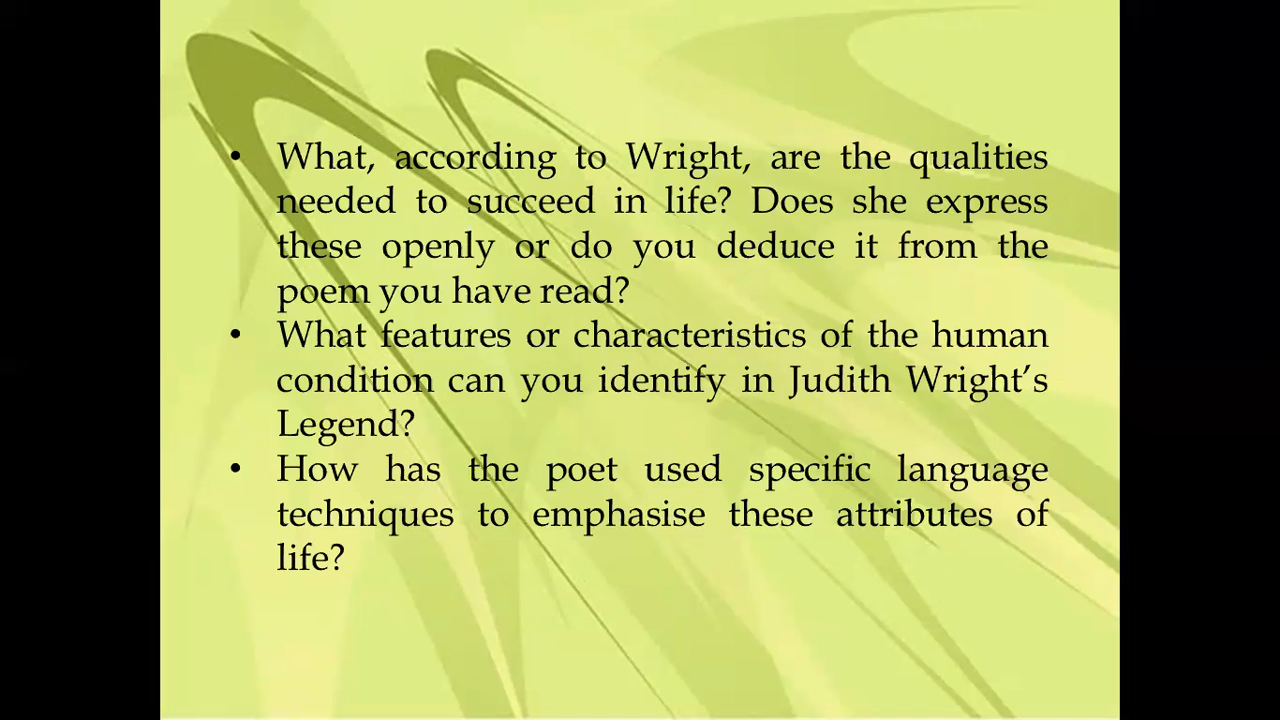 • What, according to Wright, are the qualities
needed to succeed in life? Does she express
these openly or do you deduce it from the
poem you have read?
• What features or characteristics of the human
condition can you identify in Judith Wright’s
Legend?
• How has the poet used specific language
techniques to emphasise these attributes of
life?